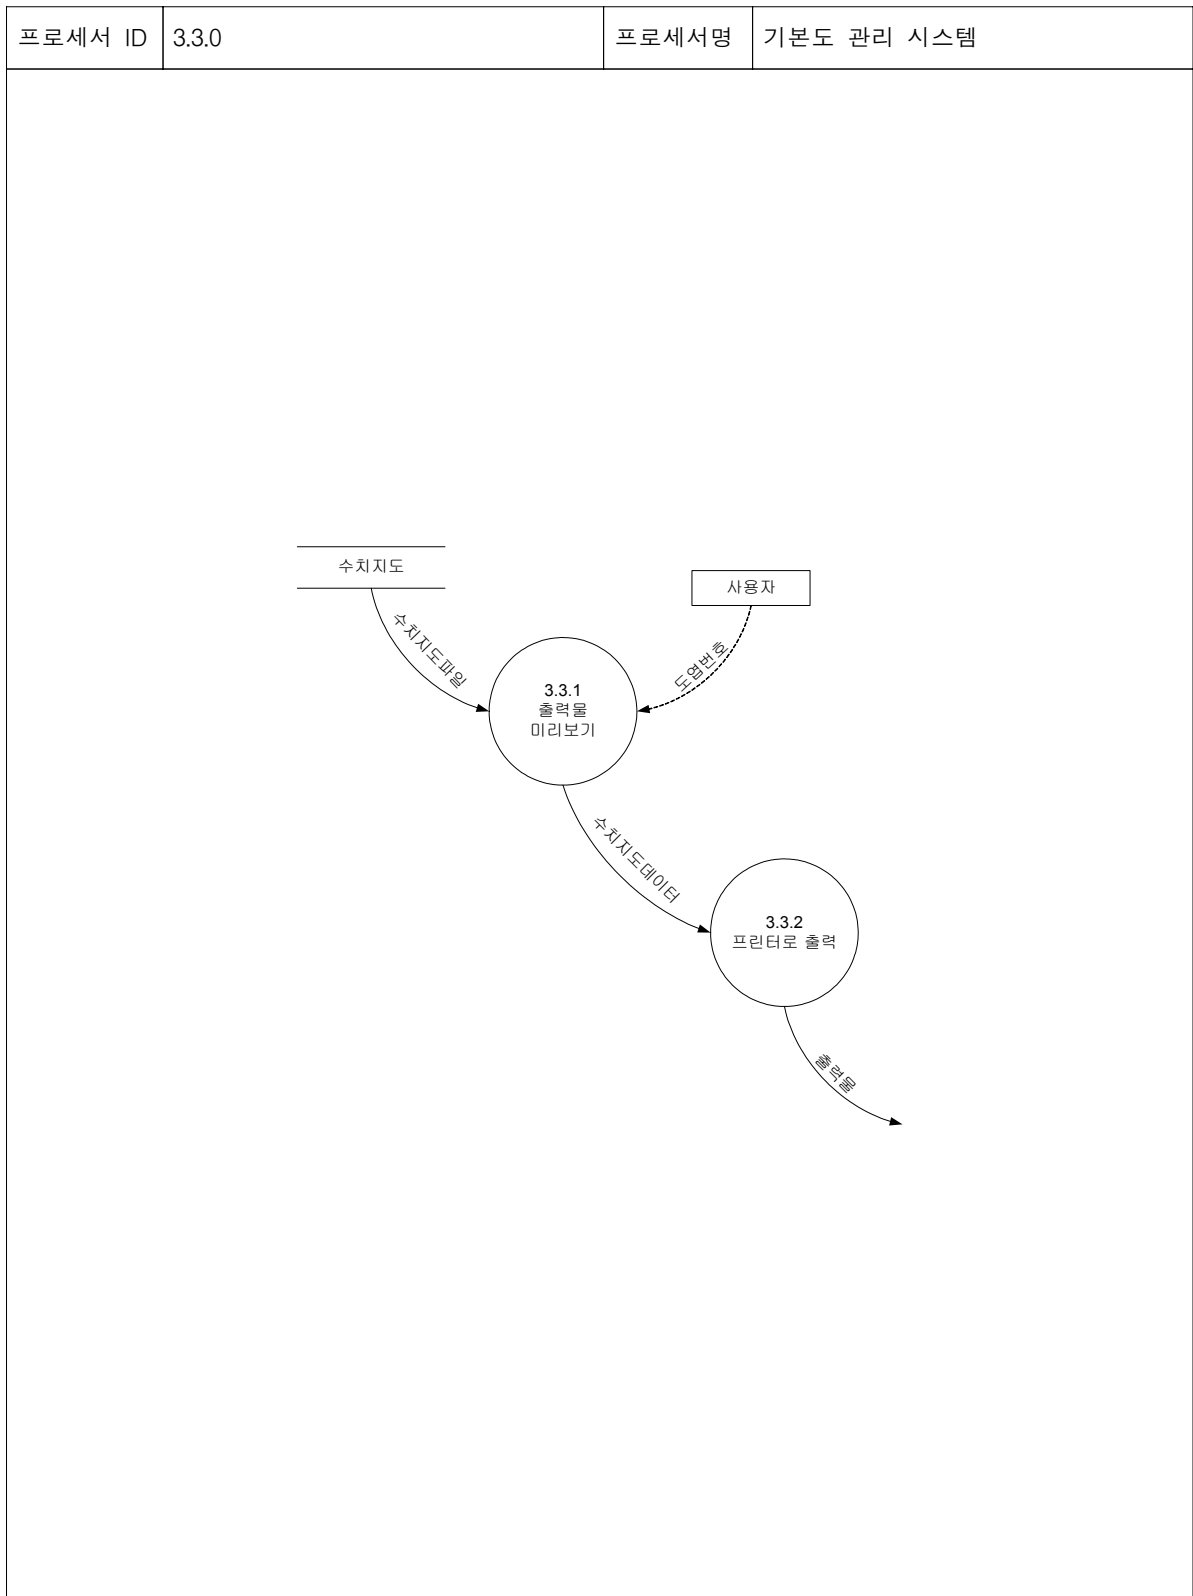 프로세서 ID
3.3.0
프로세서명
기본도 관리 시스템
수치지도
사용자
수치지도파일
도엽번호
3.3.1
출력물
미리보기
수치지도데이터
3.3.2
프린터로 출력
출력물